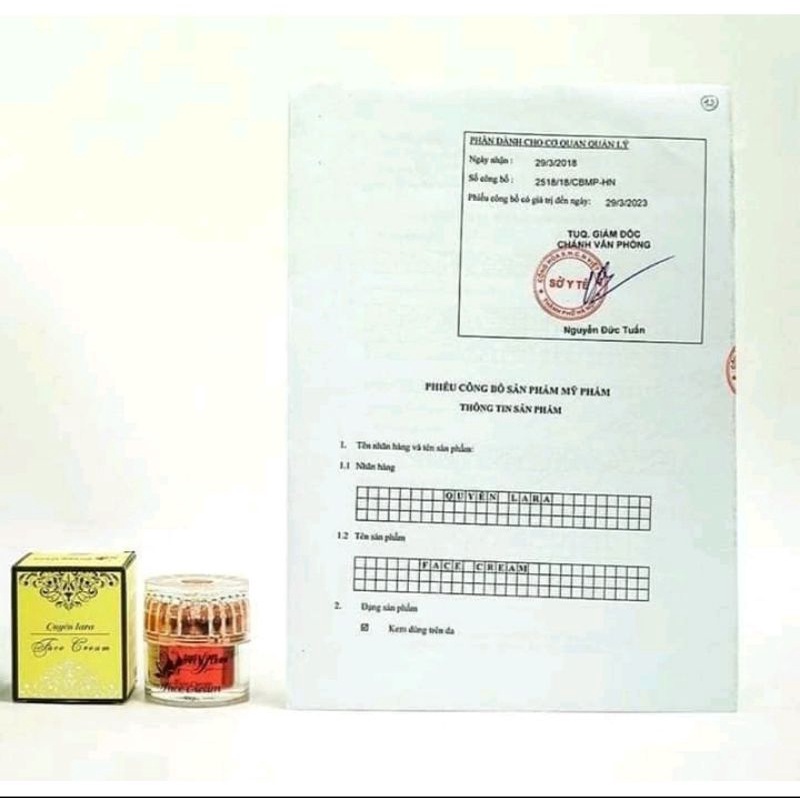 12
PHẦN DÀNH CHO CƠ QUAN QUẢN LÝ
Ngày nhận : 29/3/2018
Số công bố : 2518/18/CBMP-HN
Phiếu công bố có giá trị đến ngày: 29/3/2023
TUQ. GIÁM ĐỐC
CHÁNH VĂN PHÒNG
SỞ Y TẾ
Nguyễn Đức Tuấn
PHIẾU CÔNG BỐ SẢN PHẨM MỸ PHẨM
THÔNG TIN SẢN PHẨM
1. Tên nhãn hàng và tên sản phẩm:
1.1 Nhãn hàng
QUYÊN LARA
1.2 Tên sản phẩm
FACE CREAM
2. Dạng sản phẩm
Kem dùng trên da
Quyên lara
Face Cream
Face Cream